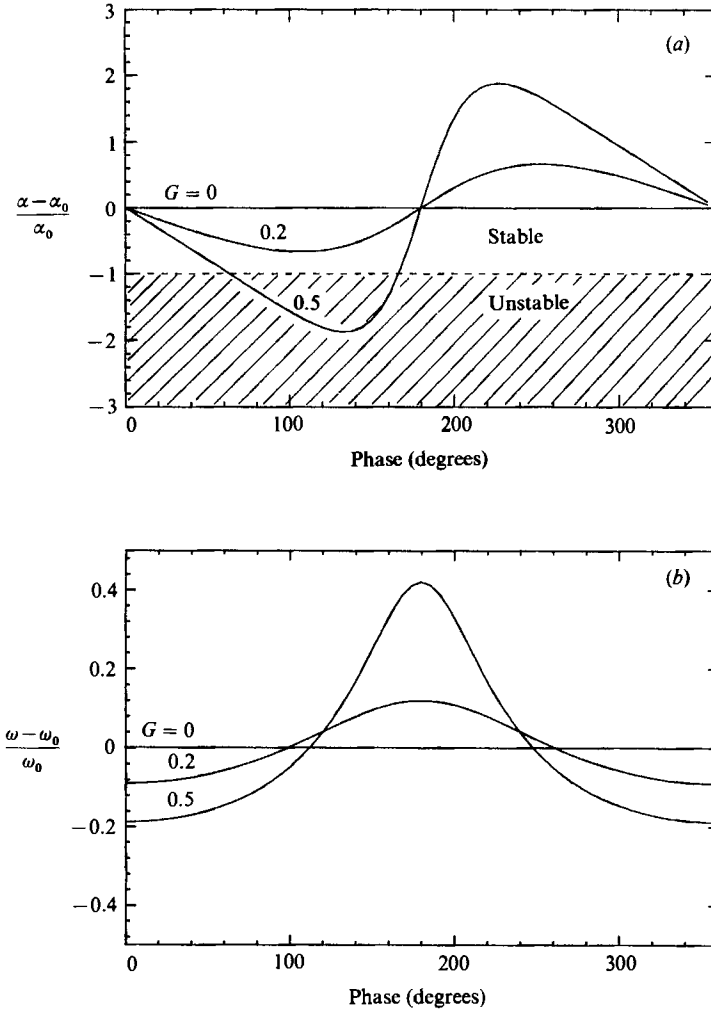 3
(a)
2
1
G = 0
α − α₀
α₀
0
0.2
Stable
−1
0.5
Unstable
−2
−3
0
100
200
300
Phase (degrees)
(b)
0.4
0.2
G = 0
ω − ω₀
ω₀
0
0.2
0.5
−0.2
−0.4
0
100
200
300
Phase (degrees)